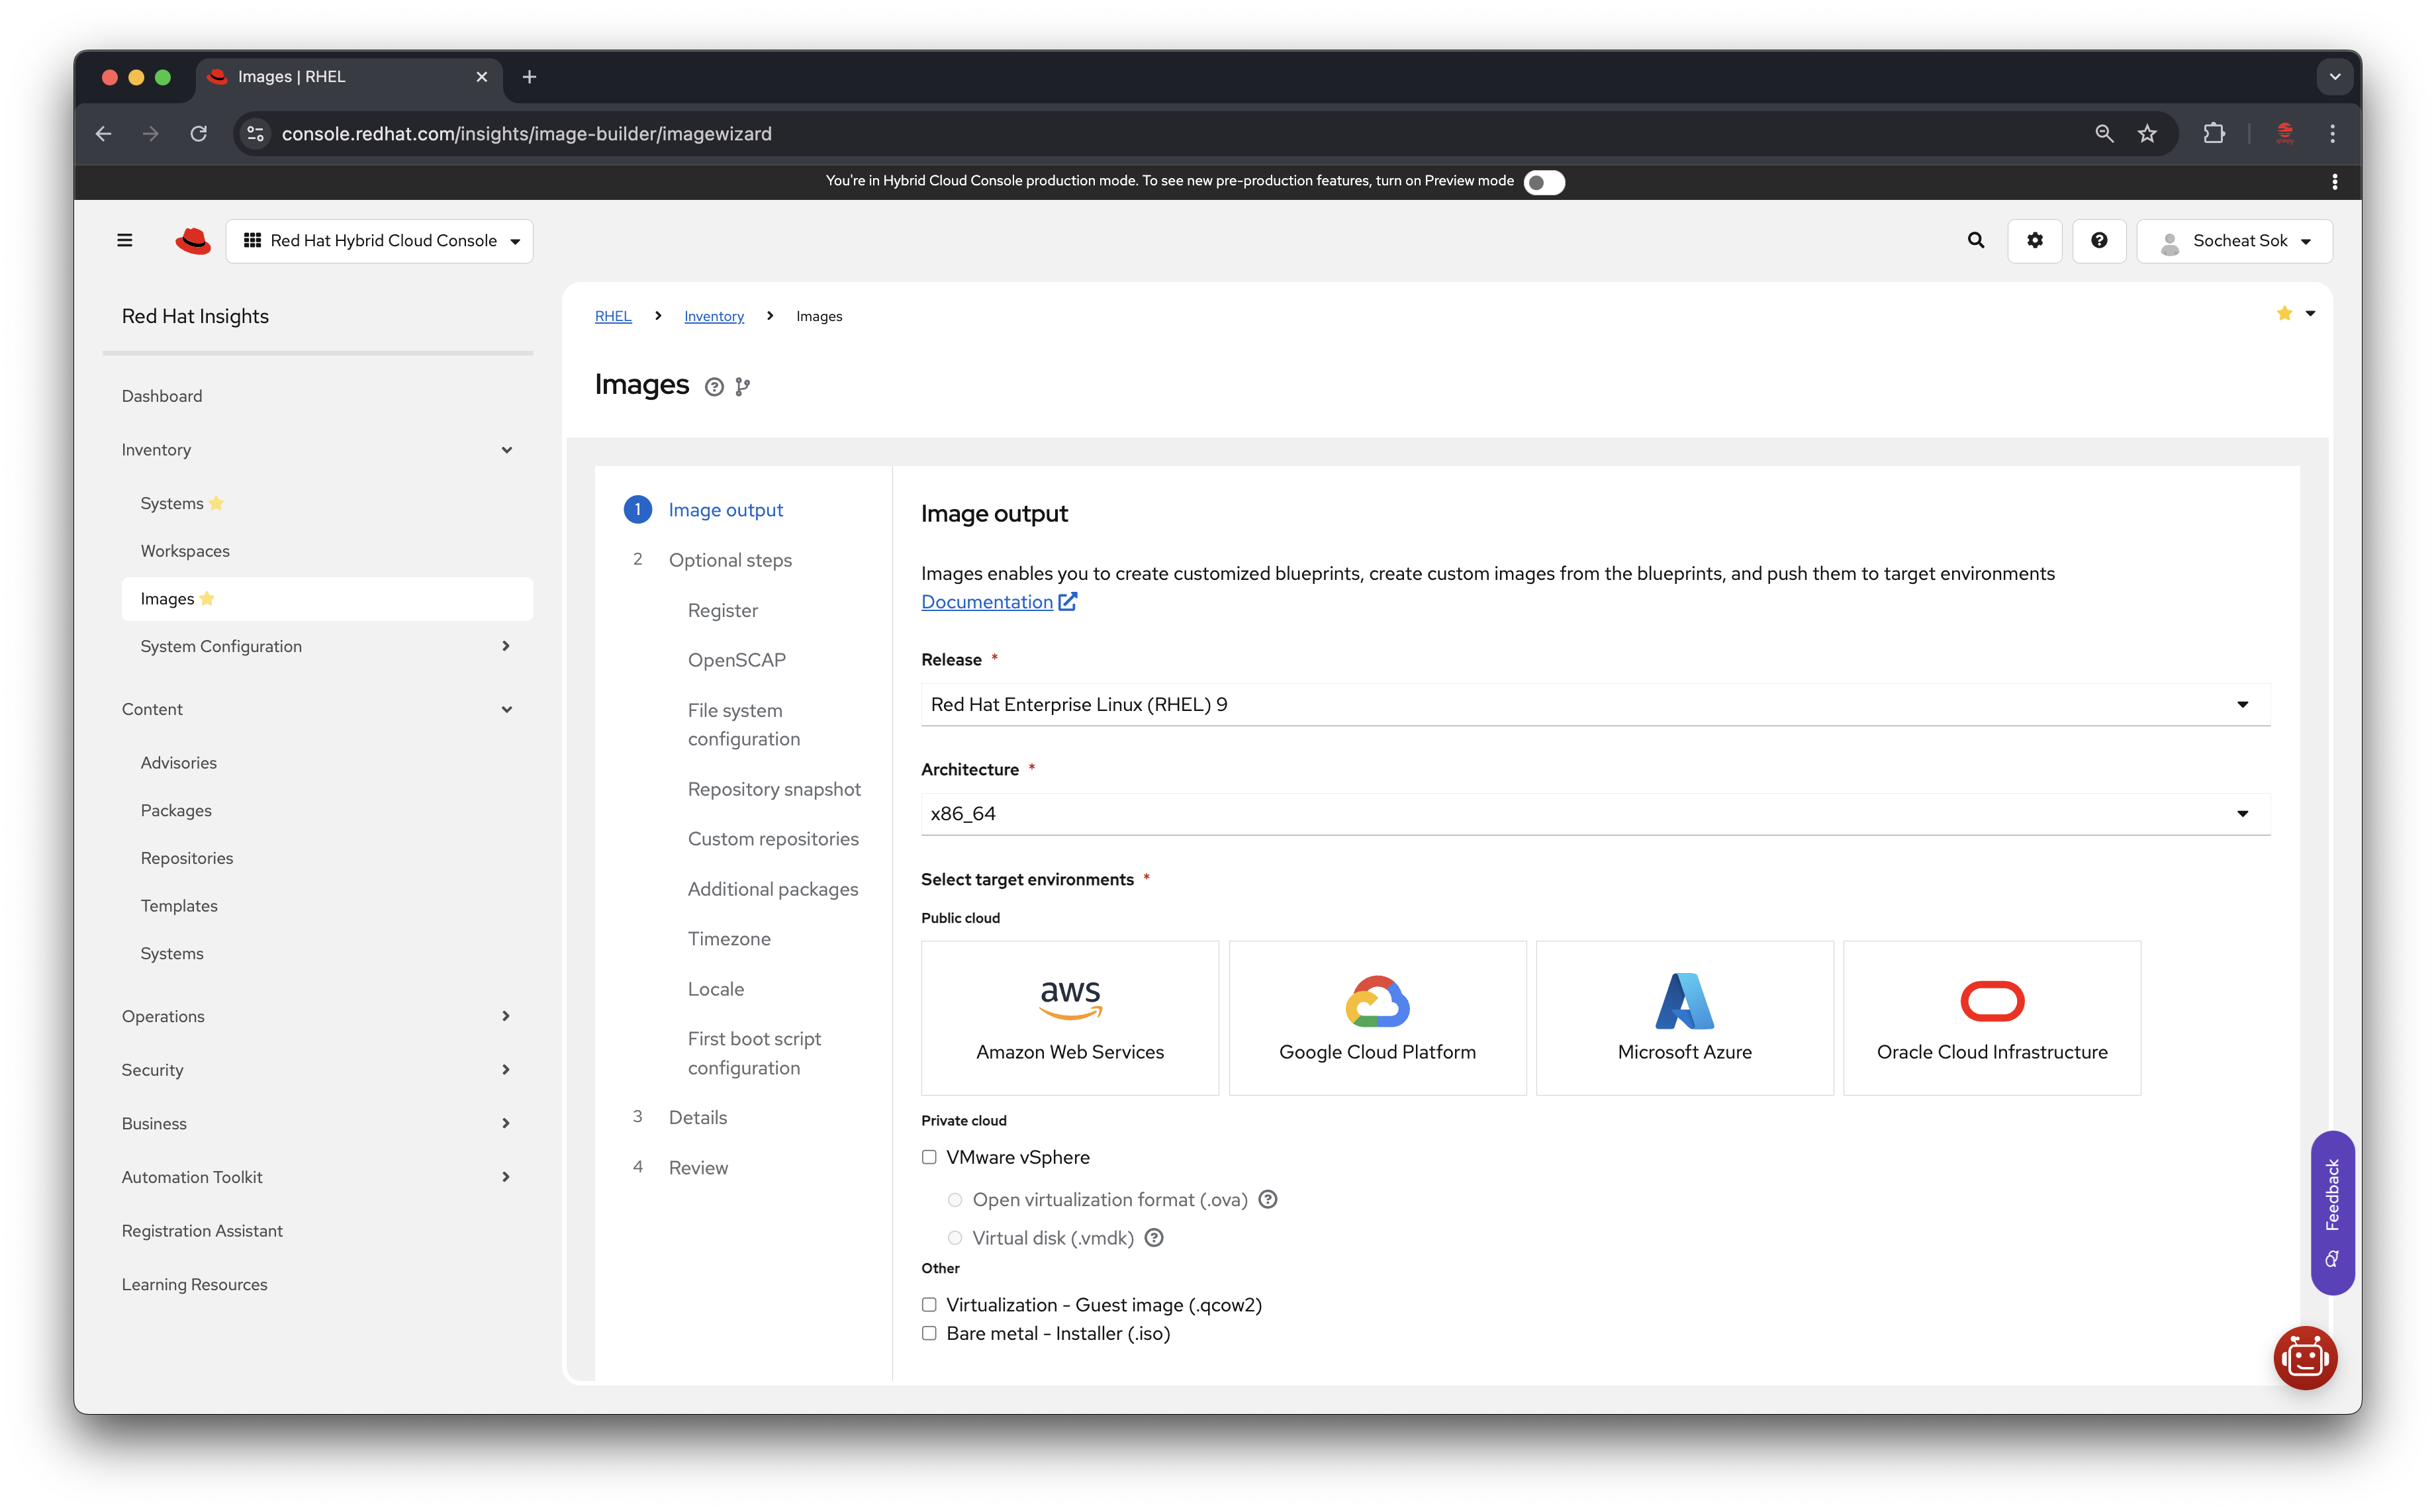 Images | RHEL
console.redhat.com/insights/image-builder/imagewizard
You're in Hybrid Cloud Console production mode. To see new pre-production features, turn on Preview mode
Red Hat Hybrid Cloud Console
Socheat Sok
Red Hat Insights
Dashboard
Inventory
Systems
Workspaces
Images
System Configuration
Content
Advisories
Packages
Repositories
Templates
Systems
Operations
Security
Business
Automation Toolkit
Registration Assistant
Learning Resources
RHEL > Inventory > Images
Images
1 Image output
2 Optional steps
Register
OpenSCAP
File system
configuration
Repository snapshot
Custom repositories
Additional packages
Timezone
Locale
First boot script
configuration
3 Details
4 Review
Image output
Images enables you to create customized blueprints, create custom images from the blueprints, and push them to target environments
Documentation
Release *
Red Hat Enterprise Linux (RHEL) 9
Architecture *
x86_64
Select target environments *
Public cloud
aws
Amazon Web Services
Google Cloud Platform
Microsoft Azure
Oracle Cloud Infrastructure
Private cloud
VMware vSphere
Open virtualization format (.ova)
Virtual disk (.vmdk)
Other
Virtualization - Guest image (.qcow2)
Bare metal - Installer (.iso)
Feedback